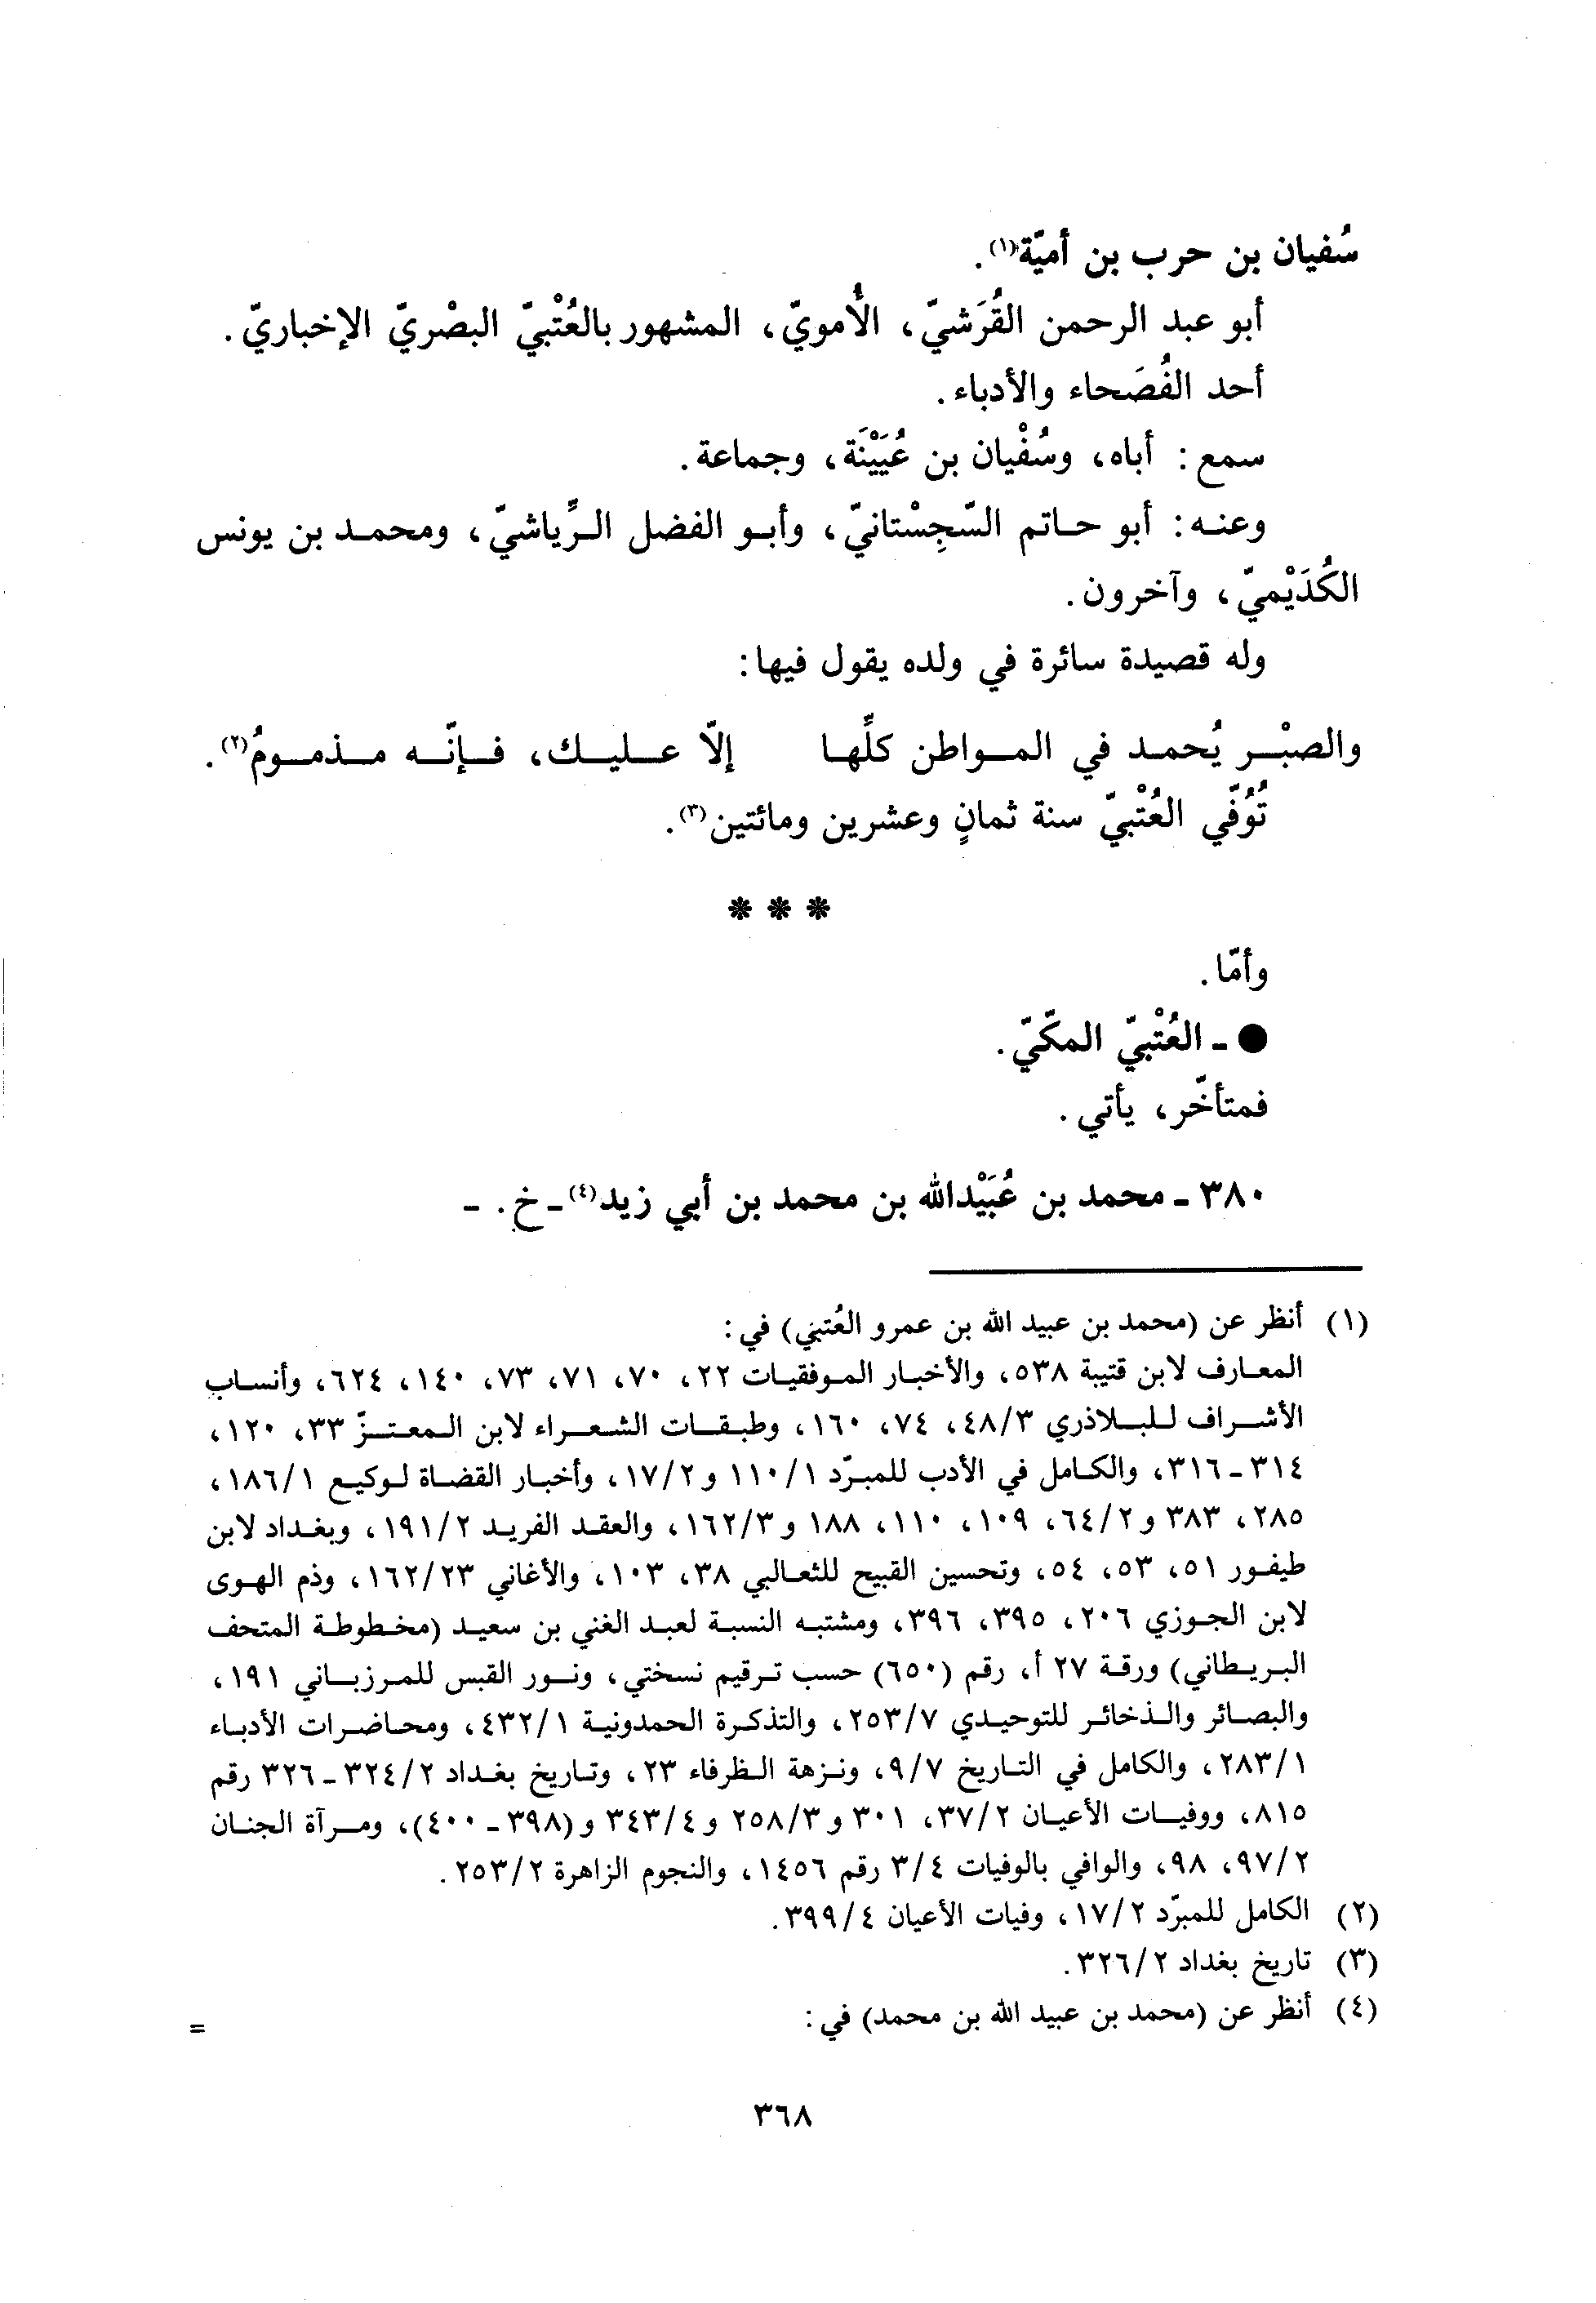 سُفيان بن حرب بن أميّة(١).
أبو عبد الرحمن القُرَشيّ، الأُمويّ، المشهور بالعُتْبيّ البصْريّ الإخباريّ.
أحد الفُصَحاء والأدباء.
سمع: أباه، وسُفْيان بن عُيَيْنَة، وجماعة.
وعنه: أبو حاتم السّجِسْتانيّ، وأبو الفضل الرِّياشيّ، ومحمد بن يونس
الكُدَيْميّ، وآخرون.
وله قصيدة سائرة في ولده يقول فيها:
والصبْر يُحمد في المواطن كلِّها إلّا عليك، فإنّه مذمومُ(٢).
تُوُفّي العُتْبيّ سنة ثمانٍ وعشرين ومائتين(٣).
* * *
وأمّا.
● - العُتْبيّ المكّيّ.
فمتأخّر، يأتي.
٣٨٠ - محمد بن عُبَيْدالله بن محمد بن أبي زيد(٤) - خ. -
(١) أنظر عن (محمد بن عبيد الله بن عمرو العُتبي) في:
المعارف لابن قتيبة ٥٣٨، والأخبار الموفقيات ٢٢، ٧٠، ٧١، ٧٣، ١٤٠، ٦٢٤، وأنساب
الأشراف للبلاذري ٤٨/٣، ٧٤، ١٦٠، وطبقات الشعراء لابن المعتزّ ٣٣، ١٢٠،
٣١٤ - ٣١٦، والكامل في الأدب للمبرّد ١١٠/١ و١٧/٢، وأخبار القضاة لوكيع ١٨٦/١،
٢٨٥، ٣٨٣ و٦٤/٢، ١٠٩، ١١٠، ١٨٨ و١٦٢/٣، والعقد الفريد ١٩١/٢، وبغداد لابن
طيفور ٥١، ٥٣، ٥٤، وتحسين القبيح للثعالبي ٣٨، ١٠٣، والأغاني ١٦٢/٢٣، وذم الهوى
لابن الجوزي ٢٠٦، ٣٩٥، ٣٩٦، ومشتبه النسبة لعبد الغني بن سعيد (مخطوطة المتحف
البريطاني) ورقة ٢٧ أ، رقم (٦٥٠) حسب ترقيم نسختي، ونور القبس للمرزباني ١٩١،
والبصائر والذخائر للتوحيدي ٢٥٣/٧، والتذكرة الحمدونية ٤٣٢/١، ومحاضرات الأدباء
٢٨٣/١، والكامل في التاريخ ٩/٧، ونزهة الظرفاء ٢٣، وتاريخ بغداد ٣٢٤/٢ - ٣٢٦ رقم
٨١٥، ووفيات الأعيان ٣٧/٢، ٣٠١ و٢٥٨/٣ و٣٤٣/٤ و(٣٩٨ - ٤٠٠)، ومرآة الجنان
٩٧/٢، ٩٨، والوافي بالوفيات ٣/٤ رقم ١٤٥٦، والنجوم الزاهرة ٢٥٣/٢.
(٢) الكامل للمبرّد ١٧/٢، وفيات الأعيان ٣٩٩/٤.
(٣) تاريخ بغداد ٣٢٦/٢.
(٤) أنظر عن (محمد بن عبيد الله بن محمد) في:
=
٣٦٨